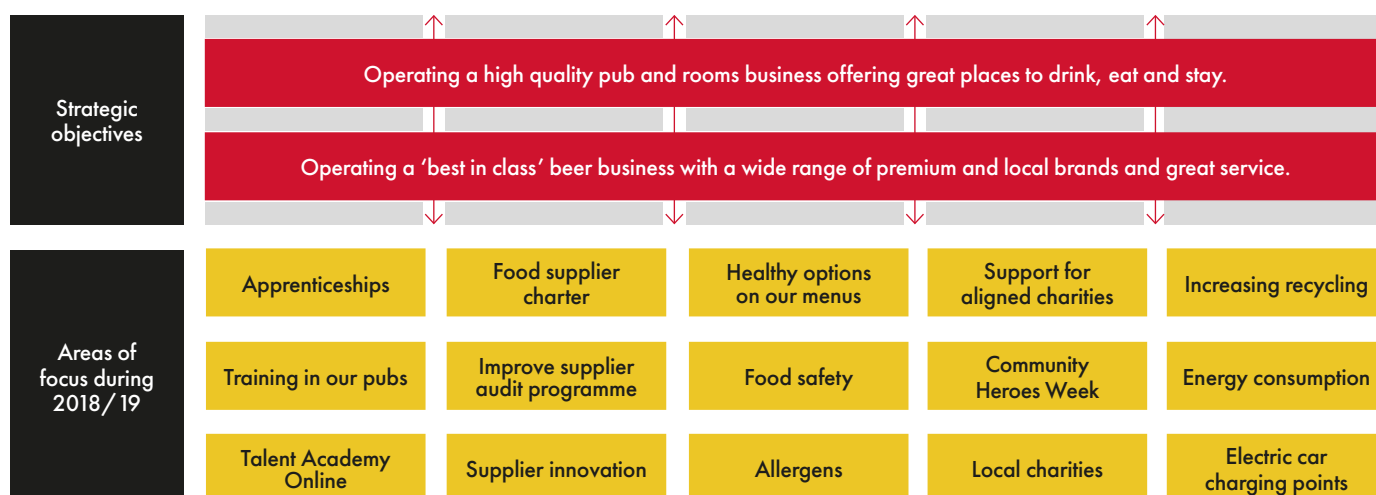 Strategic
objectives
Operating a high quality pub and rooms business offering great places to drink, eat and stay.
Operating a ‘best in class’ beer business with a wide range of premium and local brands and great service.
Areas of
focus during
2018/19
Apprenticeships
Food supplier
charter
Healthy options
on our menus
Support for
aligned charities
Increasing recycling
Training in our pubs
Improve supplier
audit programme
Food safety
Community
Heroes Week
Energy consumption
Talent Academy
Online
Supplier innovation
Allergens
Local charities
Electric car
charging points